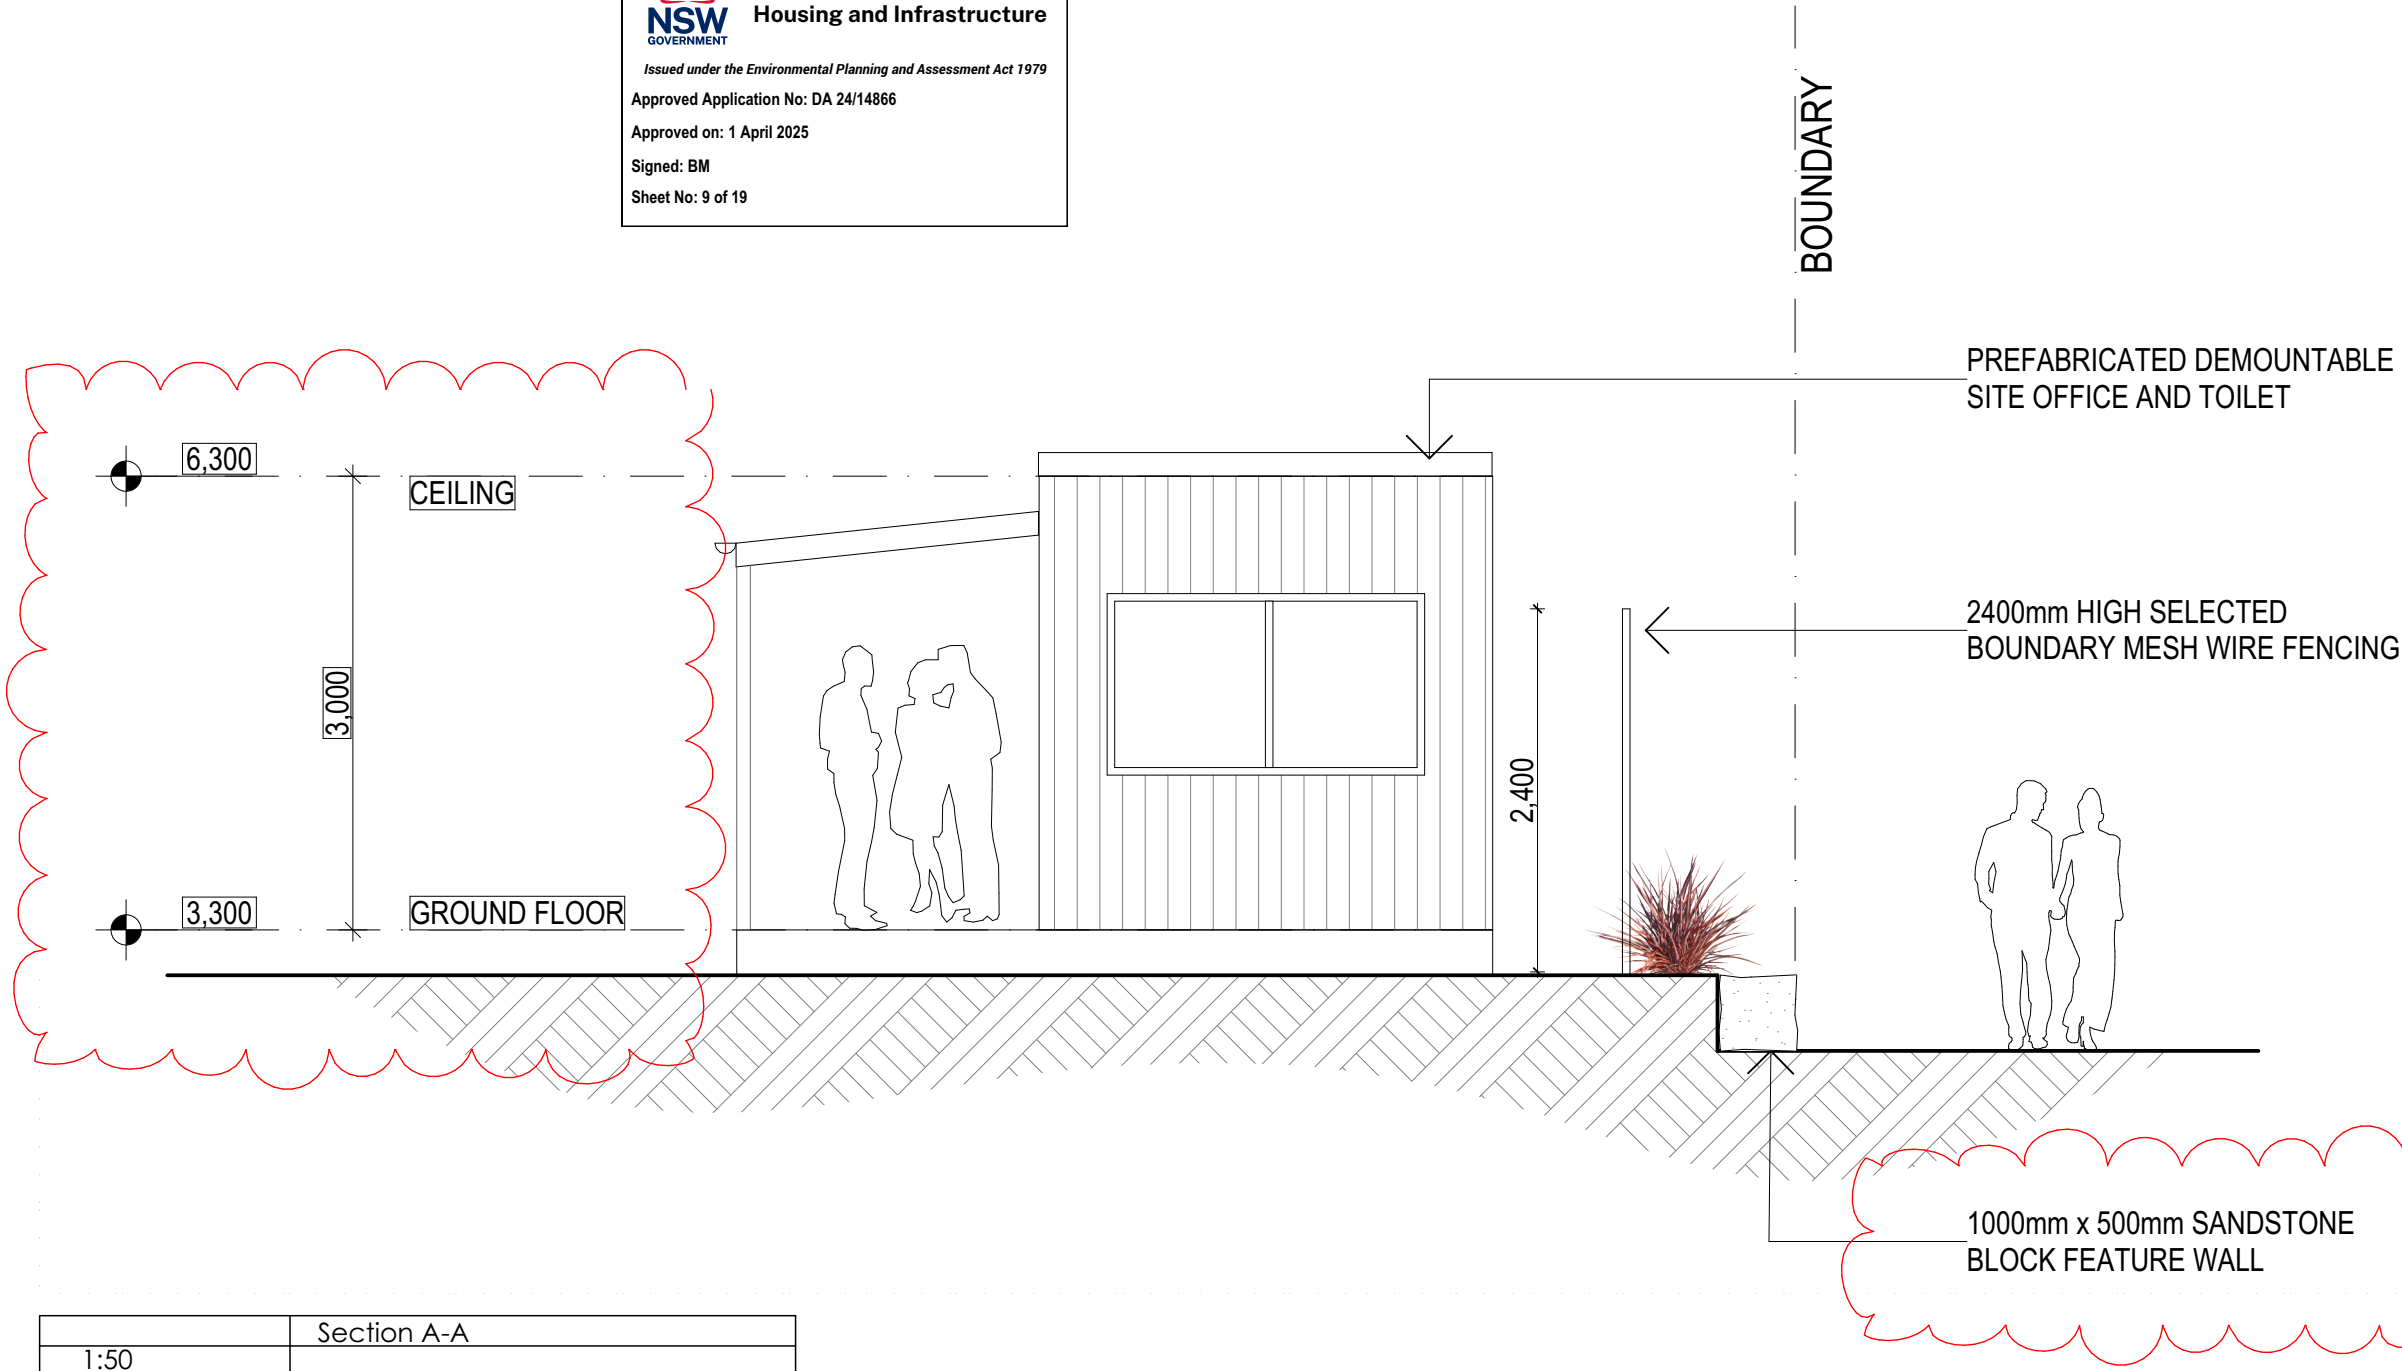 NSW
GOVERNMENT
Housing and Infrastructure
Issued under the Environmental Planning and Assessment Act 1979
Approved Application No: DA 24/14866
Approved on: 1 April 2025
Signed: BM
Sheet No: 9 of 19
BOUNDARY
PREFABRICATED DEMOUNTABLE
SITE OFFICE AND TOILET
6,300
CEILING
3,000
2400mm HIGH SELECTED
BOUNDARY MESH WIRE FENCING
2,400
3,300
GROUND FLOOR
1000mm x 500mm SANDSTONE
BLOCK FEATURE WALL
Section A-A
1:50